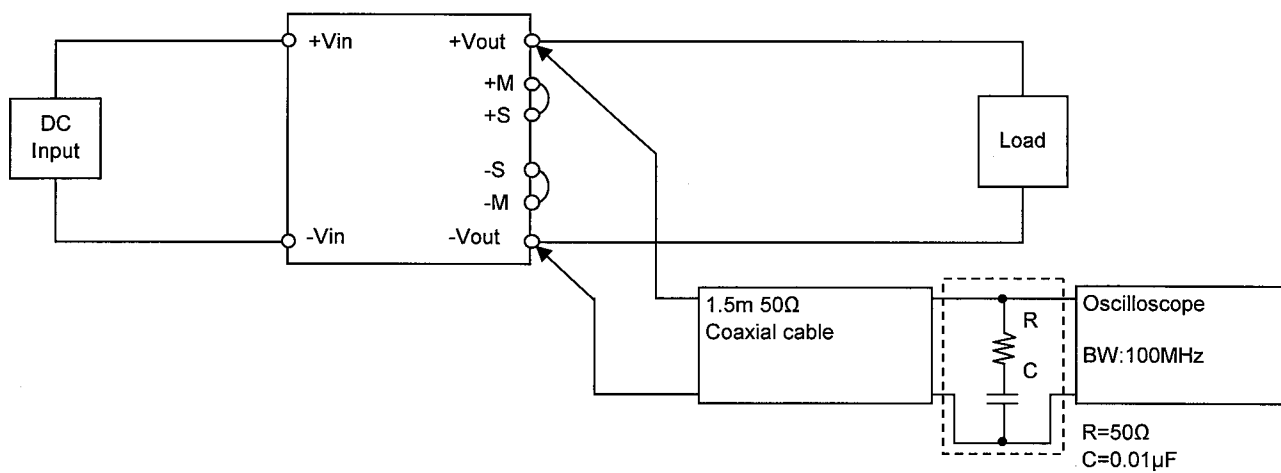 +Vin
+Vout
+M
+S
DC
Input
Load
-S
-M
-Vin
-Vout
1.5m 50Ω
Coaxial cable
R
C
Oscilloscope
BW:100MHz
R=50Ω
C=0.01µF